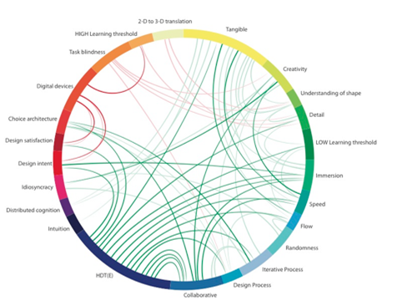 2-D to 3-D translation
Tangible
HIGH Learning threshold
Task blindness
Creativity
Digital devices
Understanding of shape
Detail
Choice architecture
LOW Learning threshold
Design satisfaction
Design intent
Immersion
Idiosyncracy
Speed
Distributed cognition
Flow
Intuition
Randomness
HDT(E)
Iterative Process
Design Process
Collaborative